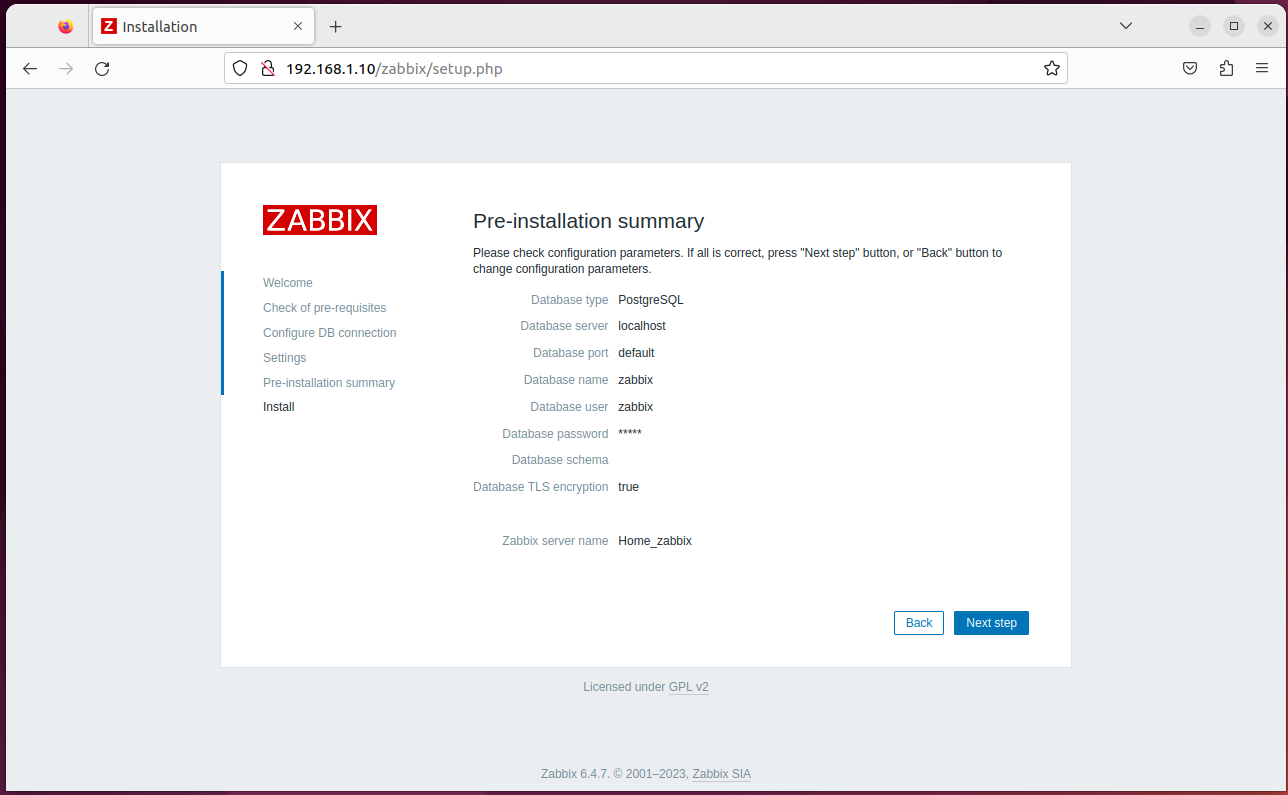 Installation
192.168.1.10/zabbix/setup.php
ZABBIX
Welcome
Check of pre-requisites
Configure DB connection
Settings
Pre-installation summary
Install
Pre-installation summary
Please check configuration parameters. If all is correct, press "Next step" button, or "Back" button to
change configuration parameters.
Database type PostgreSQL
Database server localhost
Database port default
Database name zabbix
Database user zabbix
Database password *****
Database schema
Database TLS encryption true
Zabbix server name Home_zabbix
Back Next step
Licensed under GPL v2
Zabbix 6.4.7. © 2001–2023, Zabbix SIA